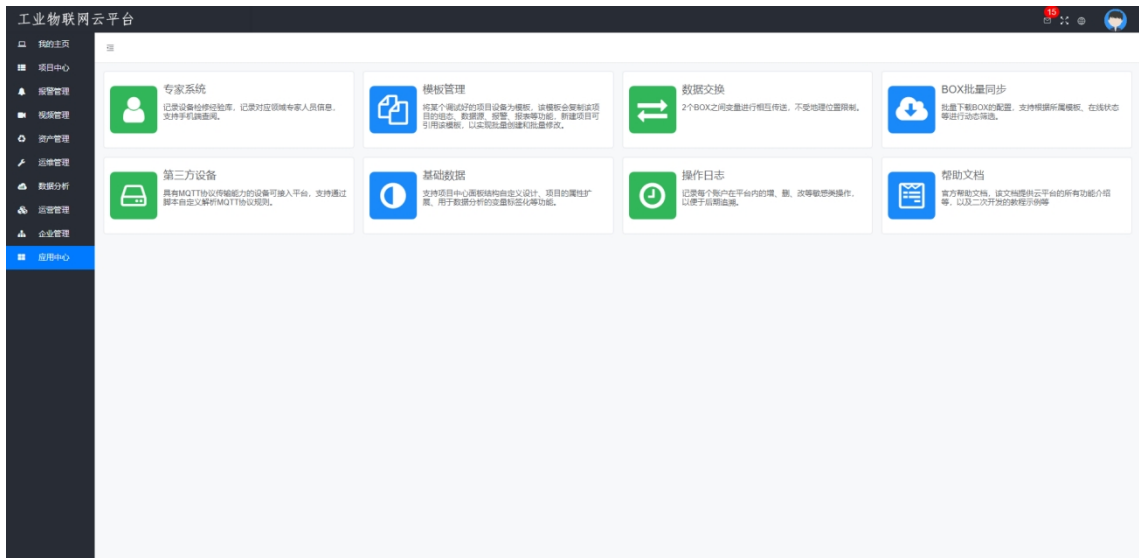 工业物联网云平台
15
我的主页
项目中心
报警管理
视频管理
资产管理
运维管理
数据分析
运营管理
企业管理
应用中心
专家系统
记录设备检修经验库、记录对应领域专家人员信息、
支持手机端查阅。
模板管理
将某个调试好的项目设备为模板，该模板会复制该项
目的组态、数据源、报警、报表等功能，新建项目可
引用该模板，以实现批量创建和批量修改。
数据交换
2个BOX之间变量进行相互传送，不受地理位置限制。
BOX批量同步
批量下载BOX的配置，支持根据所属模板、在线状态
等进行动态筛选。
第三方设备
具有MQTT协议传输能力的设备可接入平台，支持通过
脚本自定义解析MQTT协议规则。
基础数据
支持项目中心面板结构自定义设计、项目的属性扩
展、用于数据分析的变量标签化等功能。
操作日志
记录每个账户在平台内的增、删、改等敏感类操作，
以便于后期追溯。
帮助文档
官方帮助文档，该文档提供云平台的所有功能介绍
等、以及二次开发的教程示例等